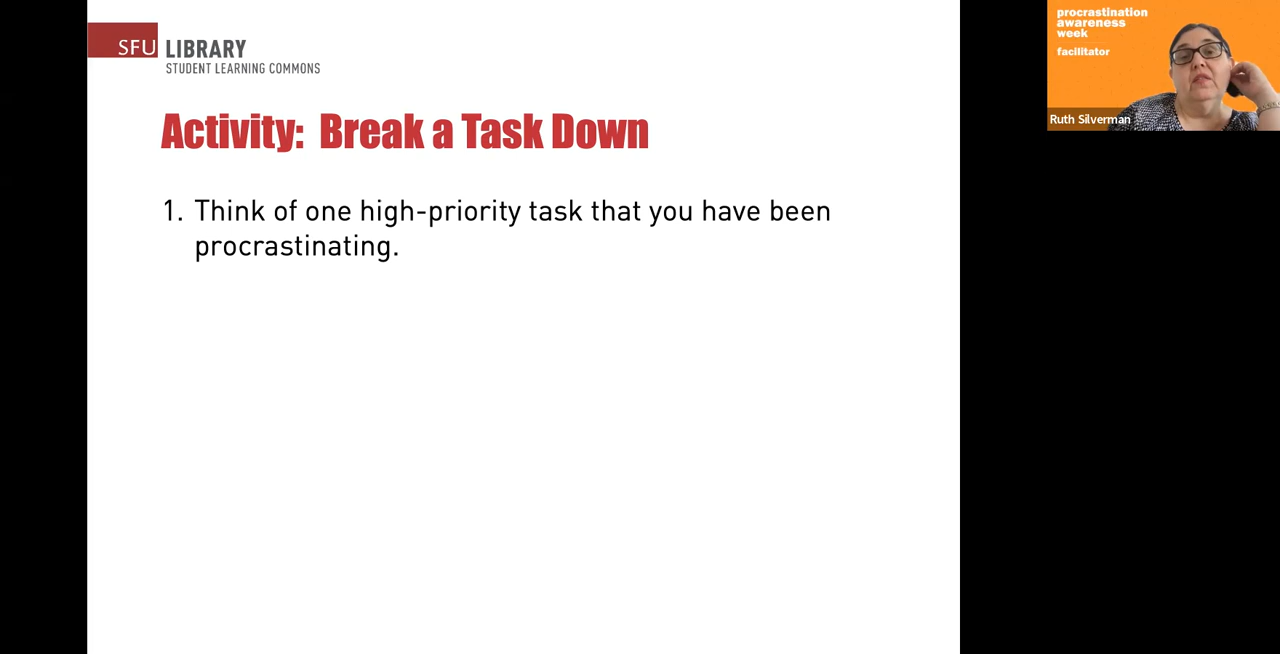 SFU LIBRARY
STUDENT LEARNING COMMONS
Activity: Break a Task Down
1. Think of one high-priority task that you have been
procrastinating.
procrastination
awareness
week
facilitator
Ruth Silverman